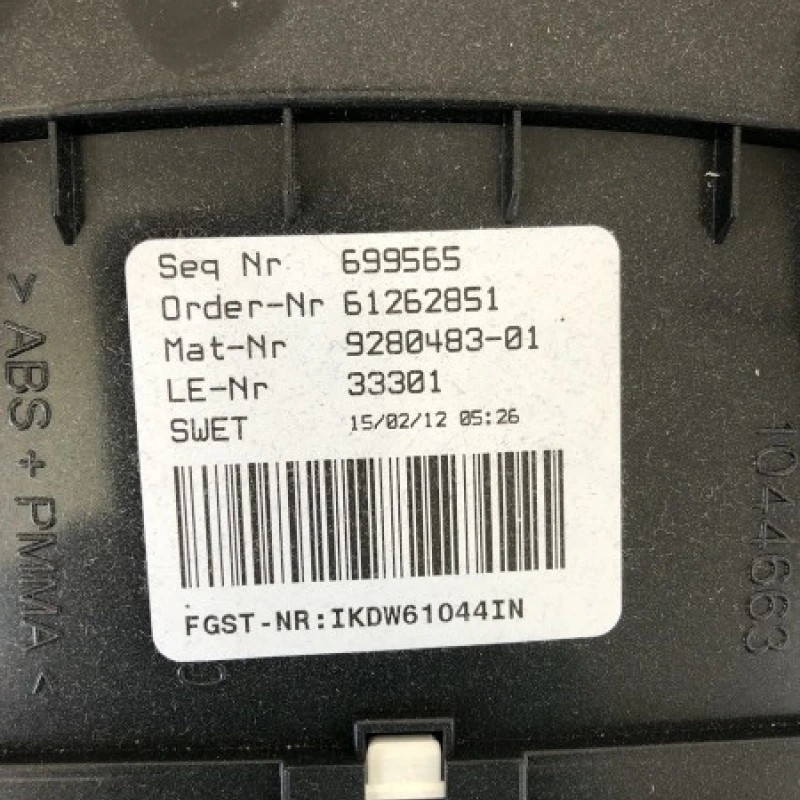 Seq Nr 699565
Order-Nr 61262851
Mat-Nr 9280483-01
LE-Nr 33301
SWET 15/02/12 05:26
FGST-NR:IKDW61044IN
> ABS + PMMA <
1044663